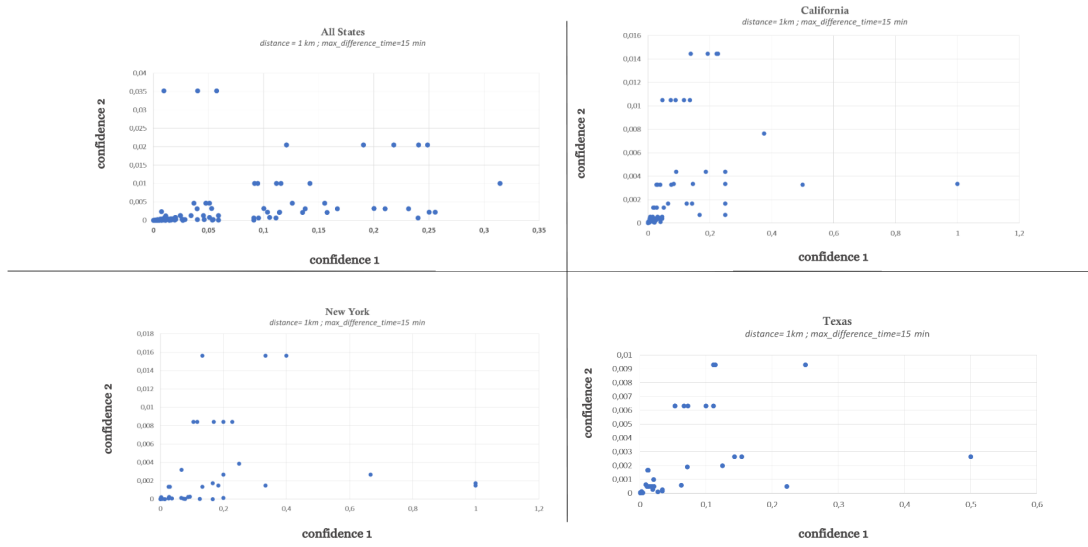 All States
distance = 1 km ; max_difference_time=15 min
confidence 2
0,04
0,035
0,03
0,025
0,02
0,015
0,01
0,005
0
0 0,05 0,1 0,15 0,2 0,25 0,3 0,35
confidence 1
California
distance= 1km ; max_difference_time=15 min
confidence 2
0,016
0,014
0,012
0,01
0,008
0,006
0,004
0,002
0
0 0,2 0,4 0,6 0,8 1 1,2
confidence 1
New York
distance= 1km ; max_difference_time=15 min
confidence 2
0,018
0,016
0,014
0,012
0,01
0,008
0,006
0,004
0,002
0
0 0,2 0,4 0,6 0,8 1 1,2
confidence 1
Texas
distance= 1km ; max_difference_time=15 min
confidence 2
0,01
0,009
0,008
0,007
0,006
0,005
0,004
0,003
0,002
0,001
0
0 0,1 0,2 0,3 0,4 0,5 0,6
confidence 1